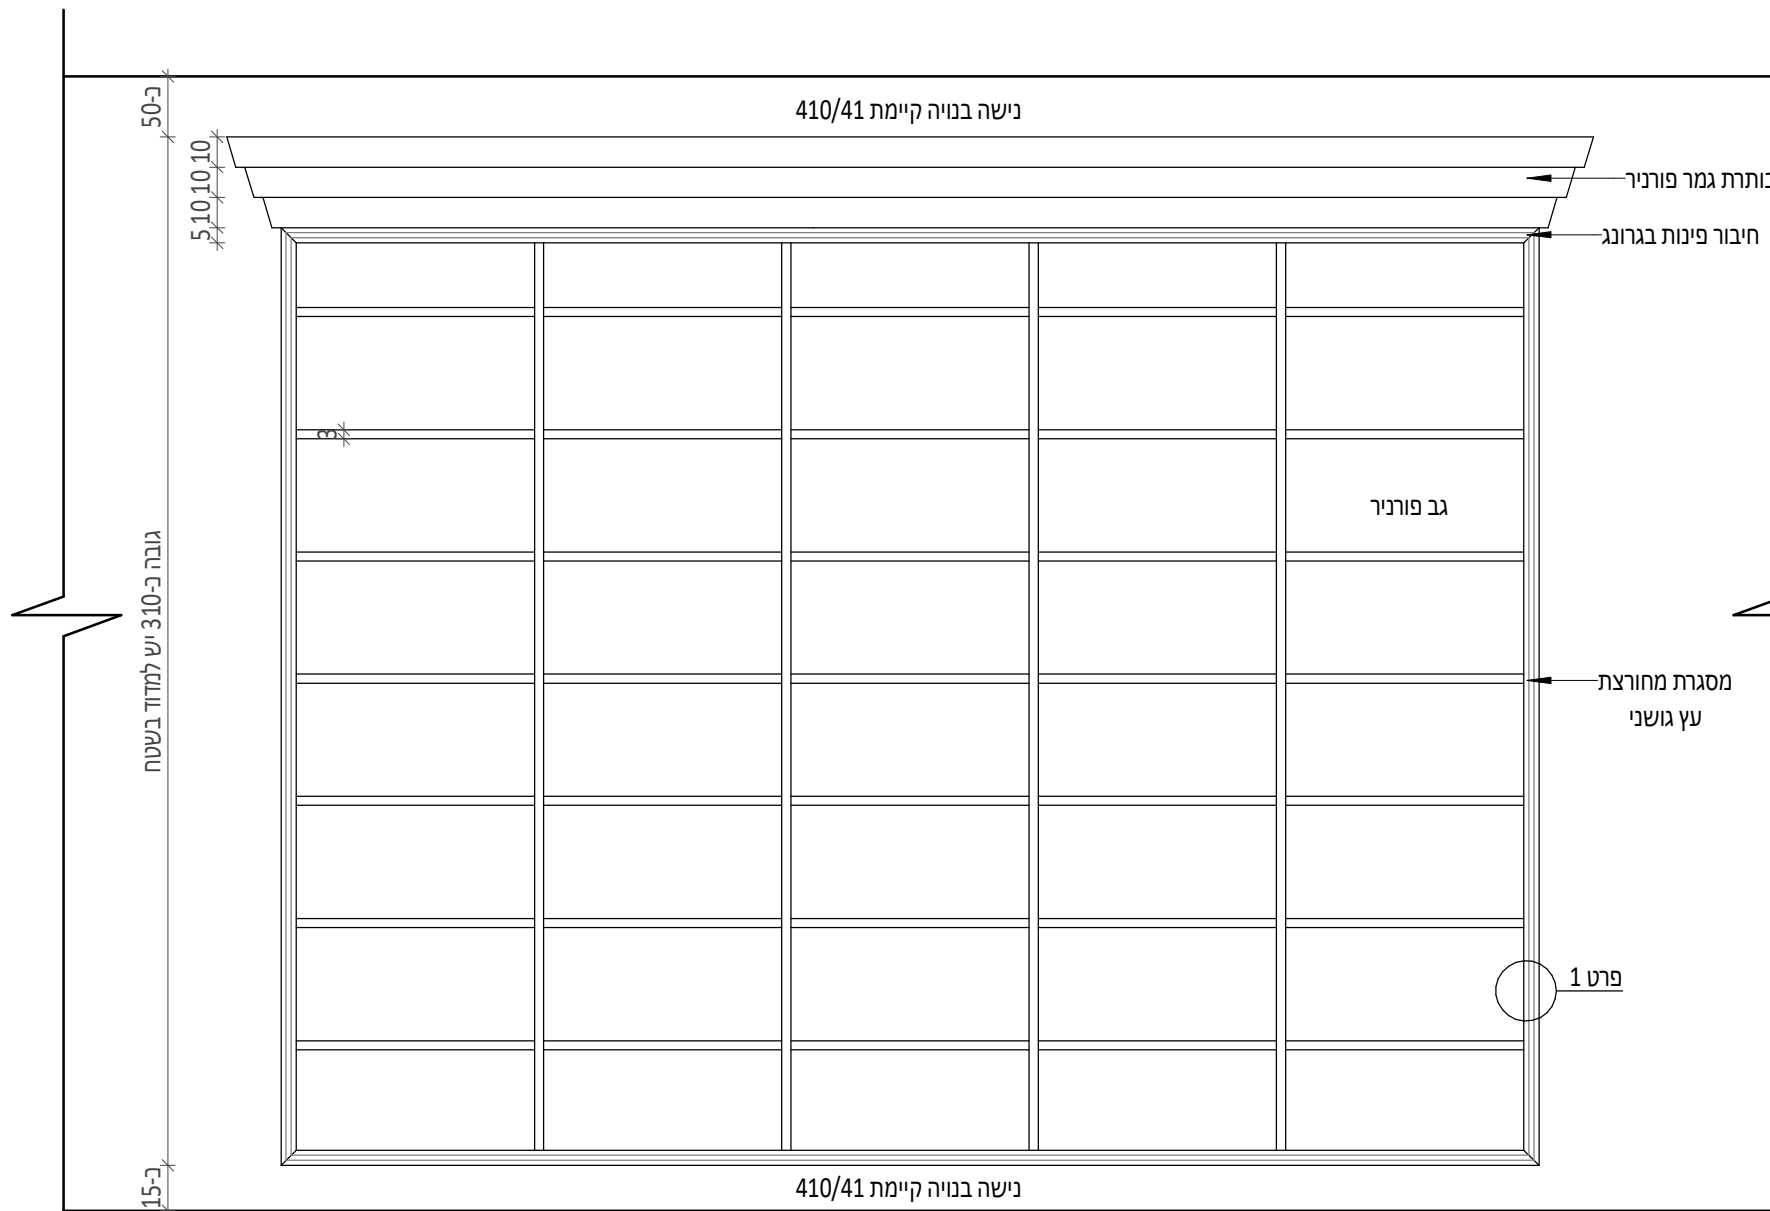 כ-50
נישה בנויה קיימת 410/41
10
10
10
5
כותרת גמר פורניר
חיבור פינות בגרונג
3
גב פורניר
גובה כ-310 יש למדוד בשטח
מסגרת מחורצת
עץ גושני
פרט 1
כ-15
נישה בנויה קיימת 410/41